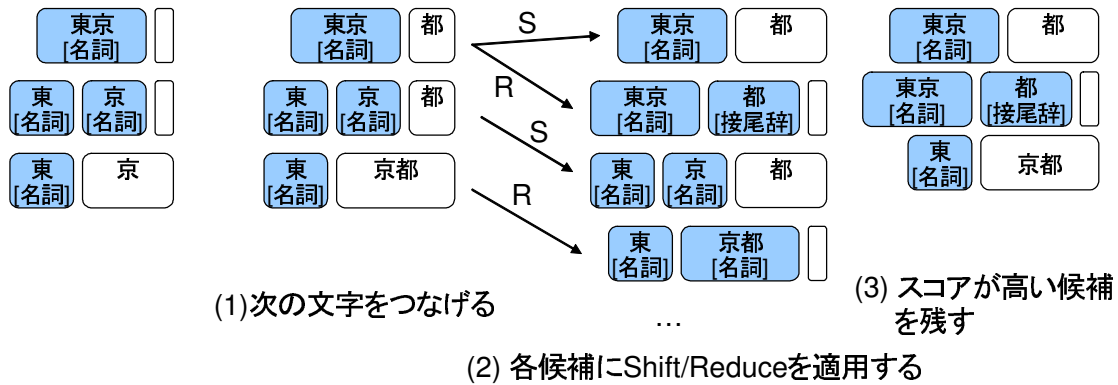 東京
[名詞]
東
[名詞]
京
[名詞]
東
[名詞]
京
東京
[名詞]
都
東
[名詞]
京
[名詞]
都
東
[名詞]
京都
(1)次の文字をつなげる
S
R
S
R
東京
[名詞]
都
東京
[名詞]
都
[接尾辞]
東
[名詞]
京
[名詞]
都
東
[名詞]
京都
[名詞]
…
(2) 各候補にShift/Reduceを適用する
東京
[名詞]
都
東京
[名詞]
都
[接尾辞]
東
[名詞]
京都
(3) スコアが高い候補
を残す